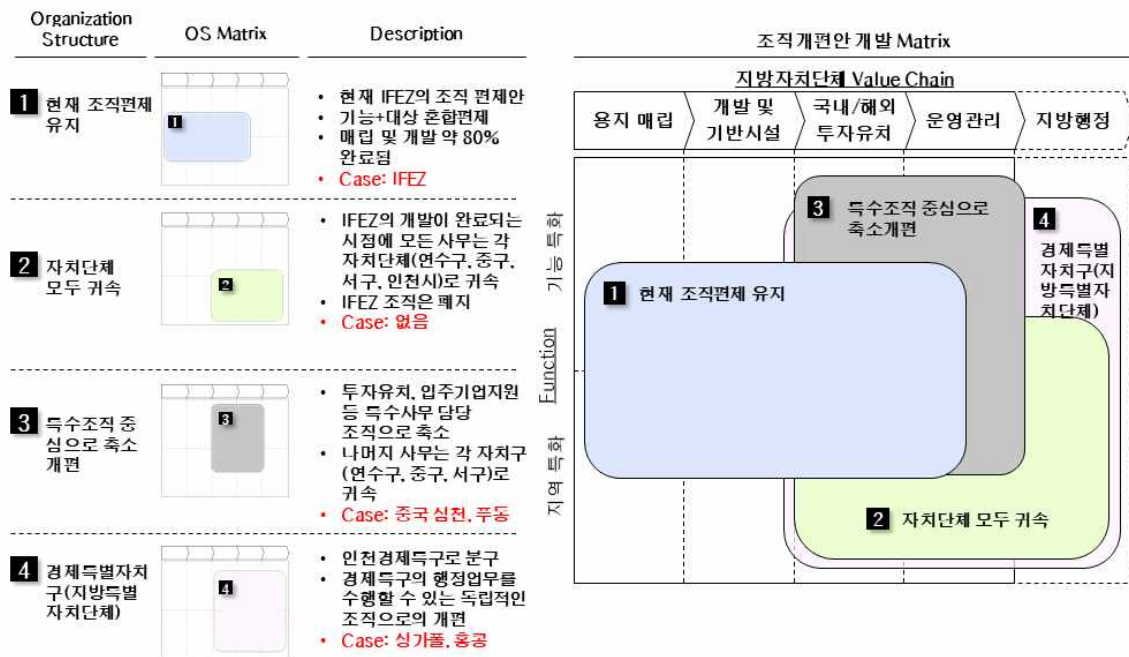 Organization
Structure
OS Matrix
Description
1 현재 조직편제
유지
1
• 현재 IFEZ의 조직 편제안
• 기능+대상 혼합편제
• 매립 및 개발 약 80%
완료됨
• Case: IFEZ
2 자치단체
모두 귀속
2
• IFEZ의 개발이 완료되는
시점에 모든 사무는 각
자치단체(연수구, 중구,
서구, 인천시)로 귀속
• IFEZ 조직은 폐지
• Case: 없음
3 특수조직 중
심으로 축소
개편
3
• 투자유치, 입주기업지원
등 특수사무 담당
조직으로 축소
• 나머지 사무는 각 자치구
(연수구, 중구, 서구)로
귀속
• Case: 중국 심천, 푸동
4 경제특별자치
구(지방특별
자치단체)
4
• 인천경제특구로 분구
• 경제특구의 행정업무를
수행할 수 있는 독립적인
조직으로의 개편
• Case: 싱가폴, 홍콩
조직개편안 개발 Matrix
지방자치단체 Value Chain
용지 매립
개발 및
기반시설
국내/해외
투자유치
운영관리
지방행정
Function
기능 특화
지역 특화
3 특수조직 중심으로
축소개편
4
경제특별
자치구(지
방특별자
치단체)
1 현재 조직편제 유지
2 자치단체 모두 귀속